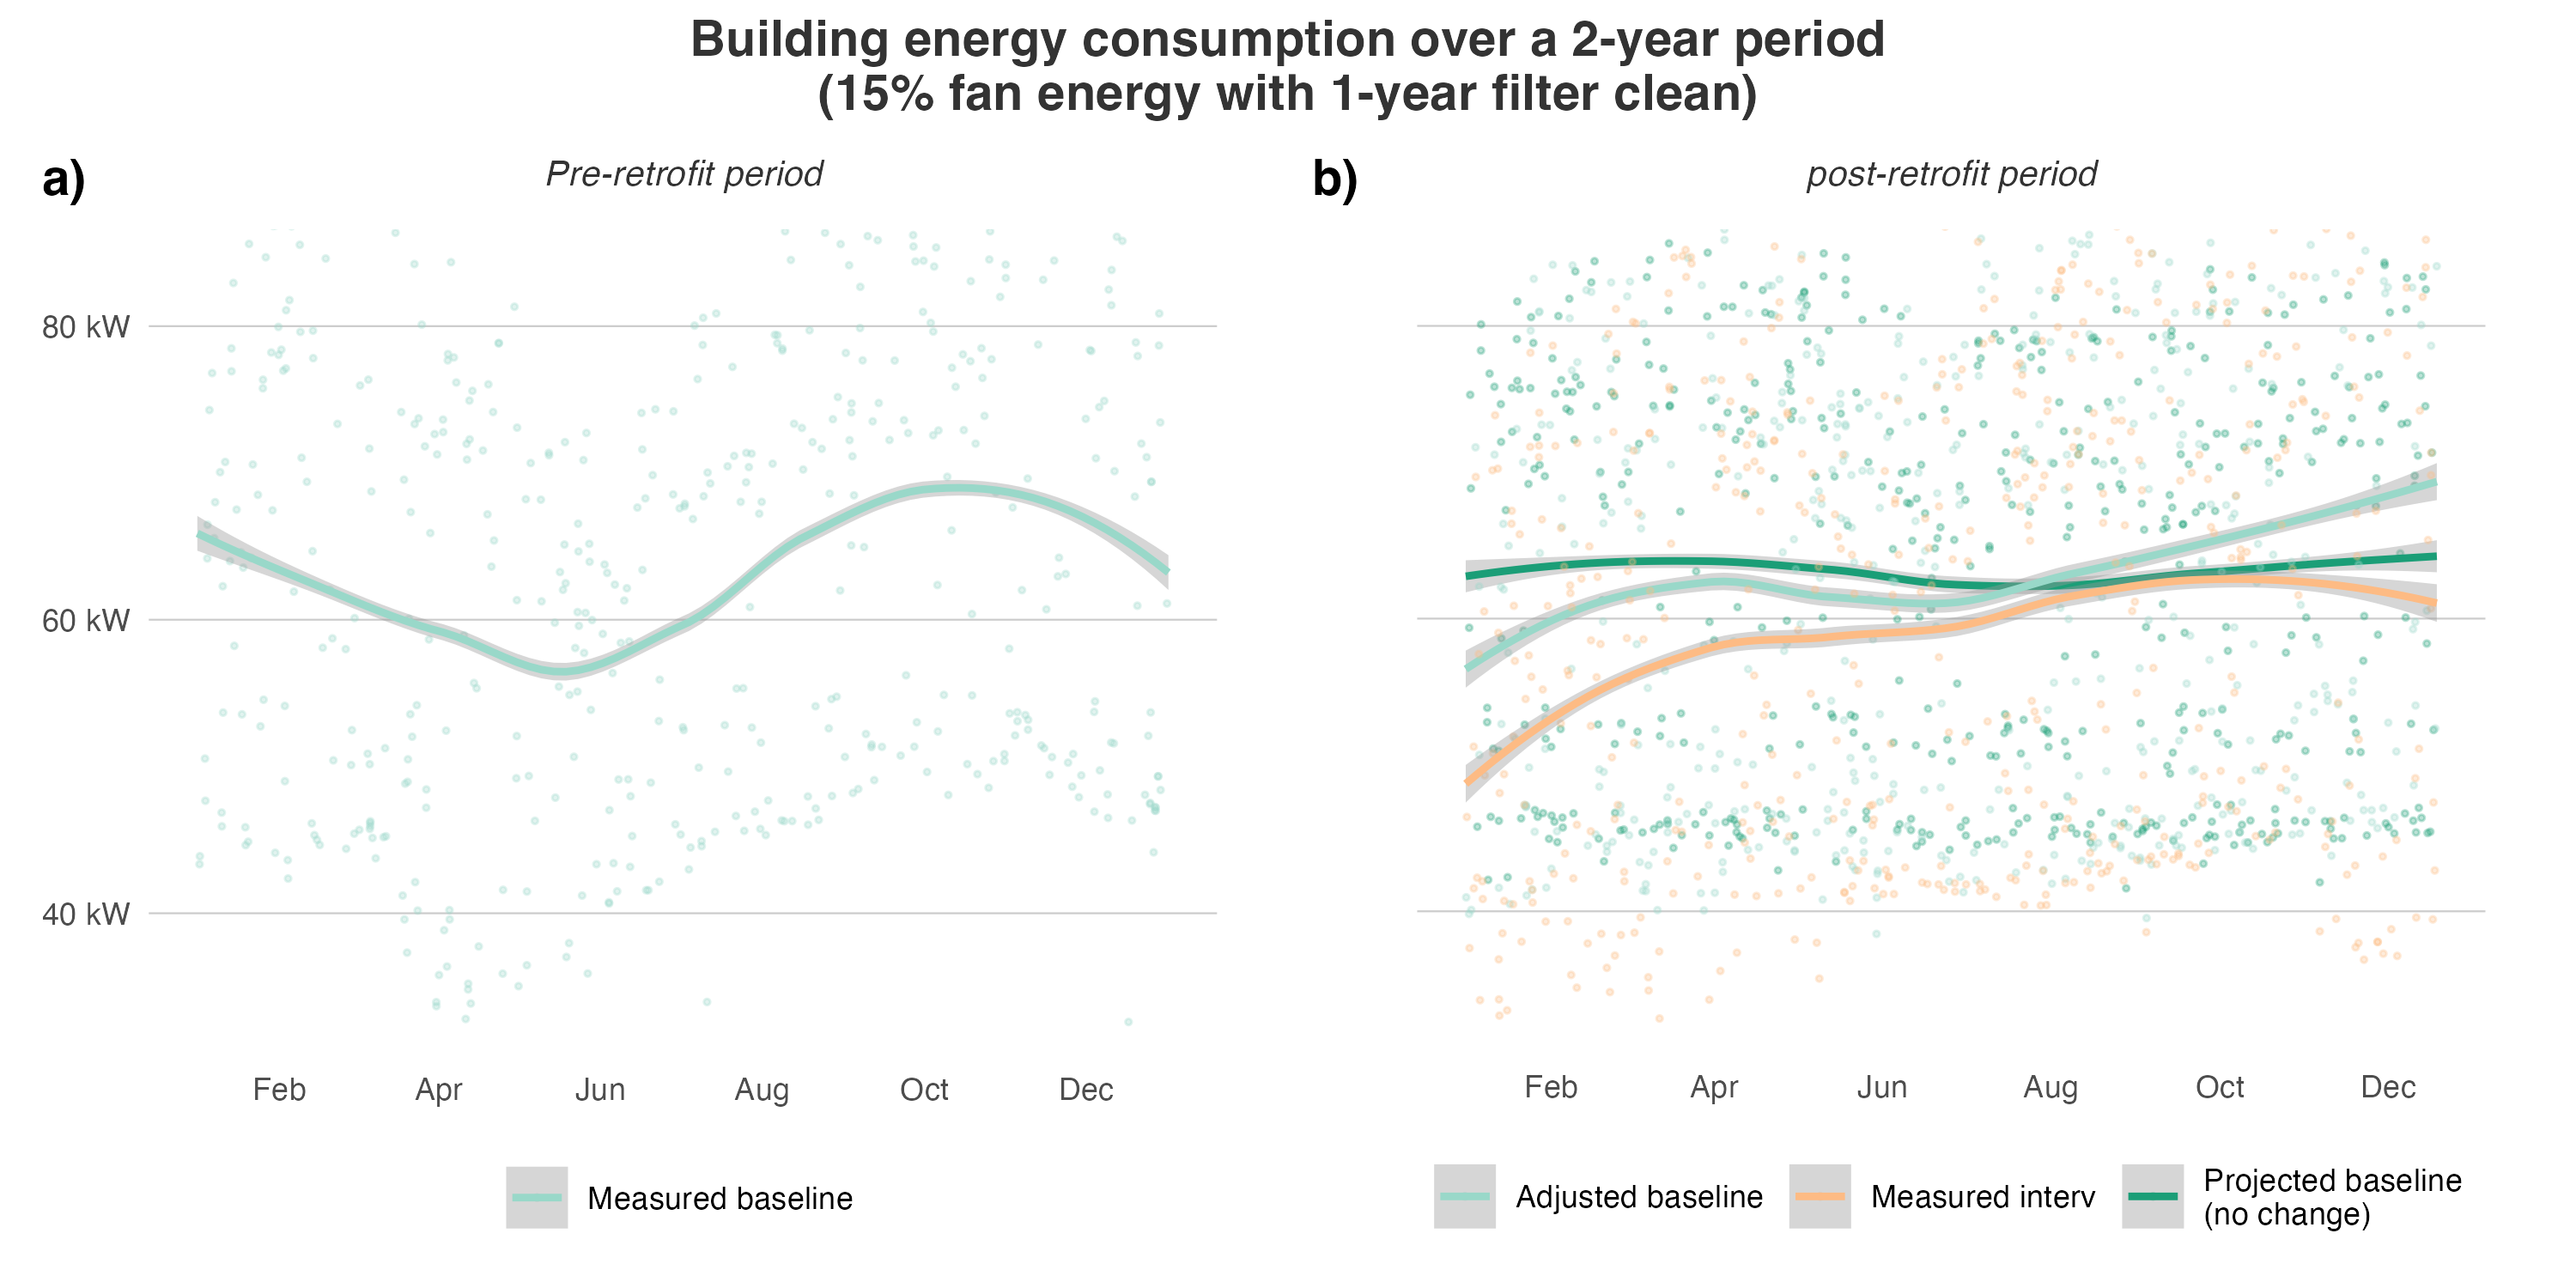 Building energy consumption over a 2-year period
(15% fan energy with 1-year filter clean)
a)
Pre-retrofit period
80 kW
60 kW
40 kW
Feb Apr Jun Aug Oct Dec
Measured baseline
b)
post-retrofit period
Feb Apr Jun Aug Oct Dec
Adjusted baseline
Measured interv
Projected baseline
(no change)